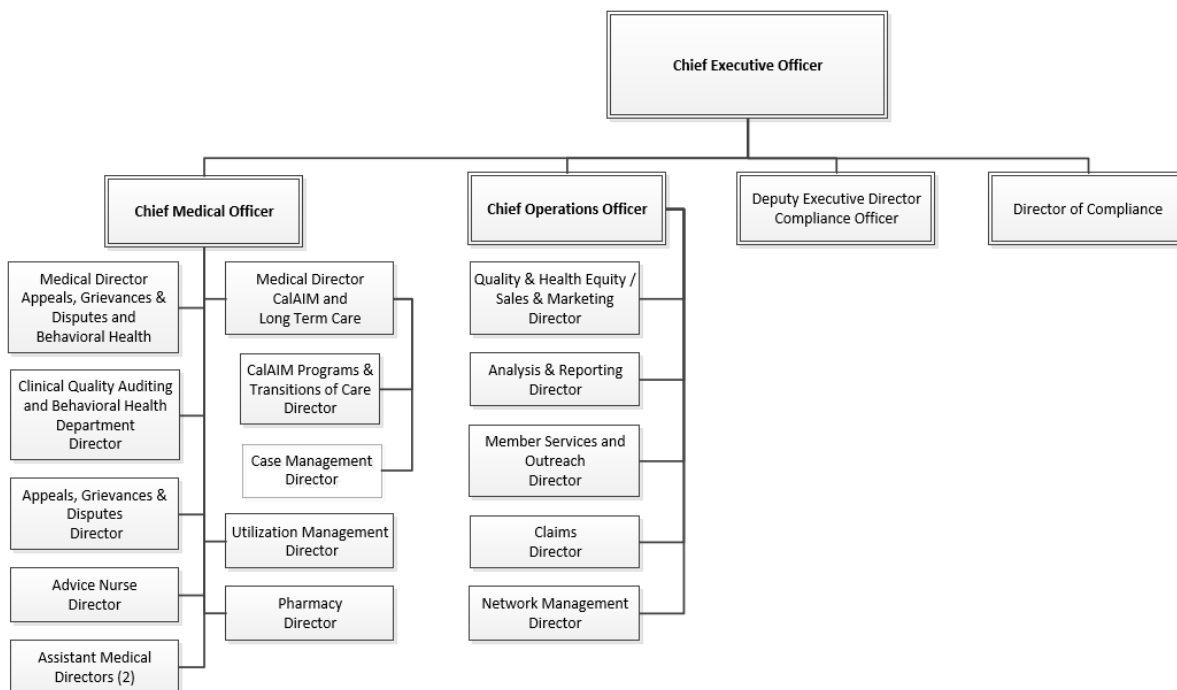 Chief Executive Officer
Chief Medical Officer
Chief Operations Officer
Deputy Executive Director
Compliance Officer
Director of Compliance
Medical Director
Appeals, Grievances &
Disputes and
Behavioral Health
Medical Director
CalAIM and
Long Term Care
Quality & Health Equity /
Sales & Marketing
Director
Clinical Quality Auditing
and Behavioral Health
Department
Director
CalAIM Programs &
Transitions of Care
Director
Analysis & Reporting
Director
Case Management
Director
Member Services and
Outreach
Director
Appeals, Grievances &
Disputes
Director
Utilization Management
Director
Claims
Director
Advice Nurse
Director
Pharmacy
Director
Network Management
Director
Assistant Medical
Directors (2)